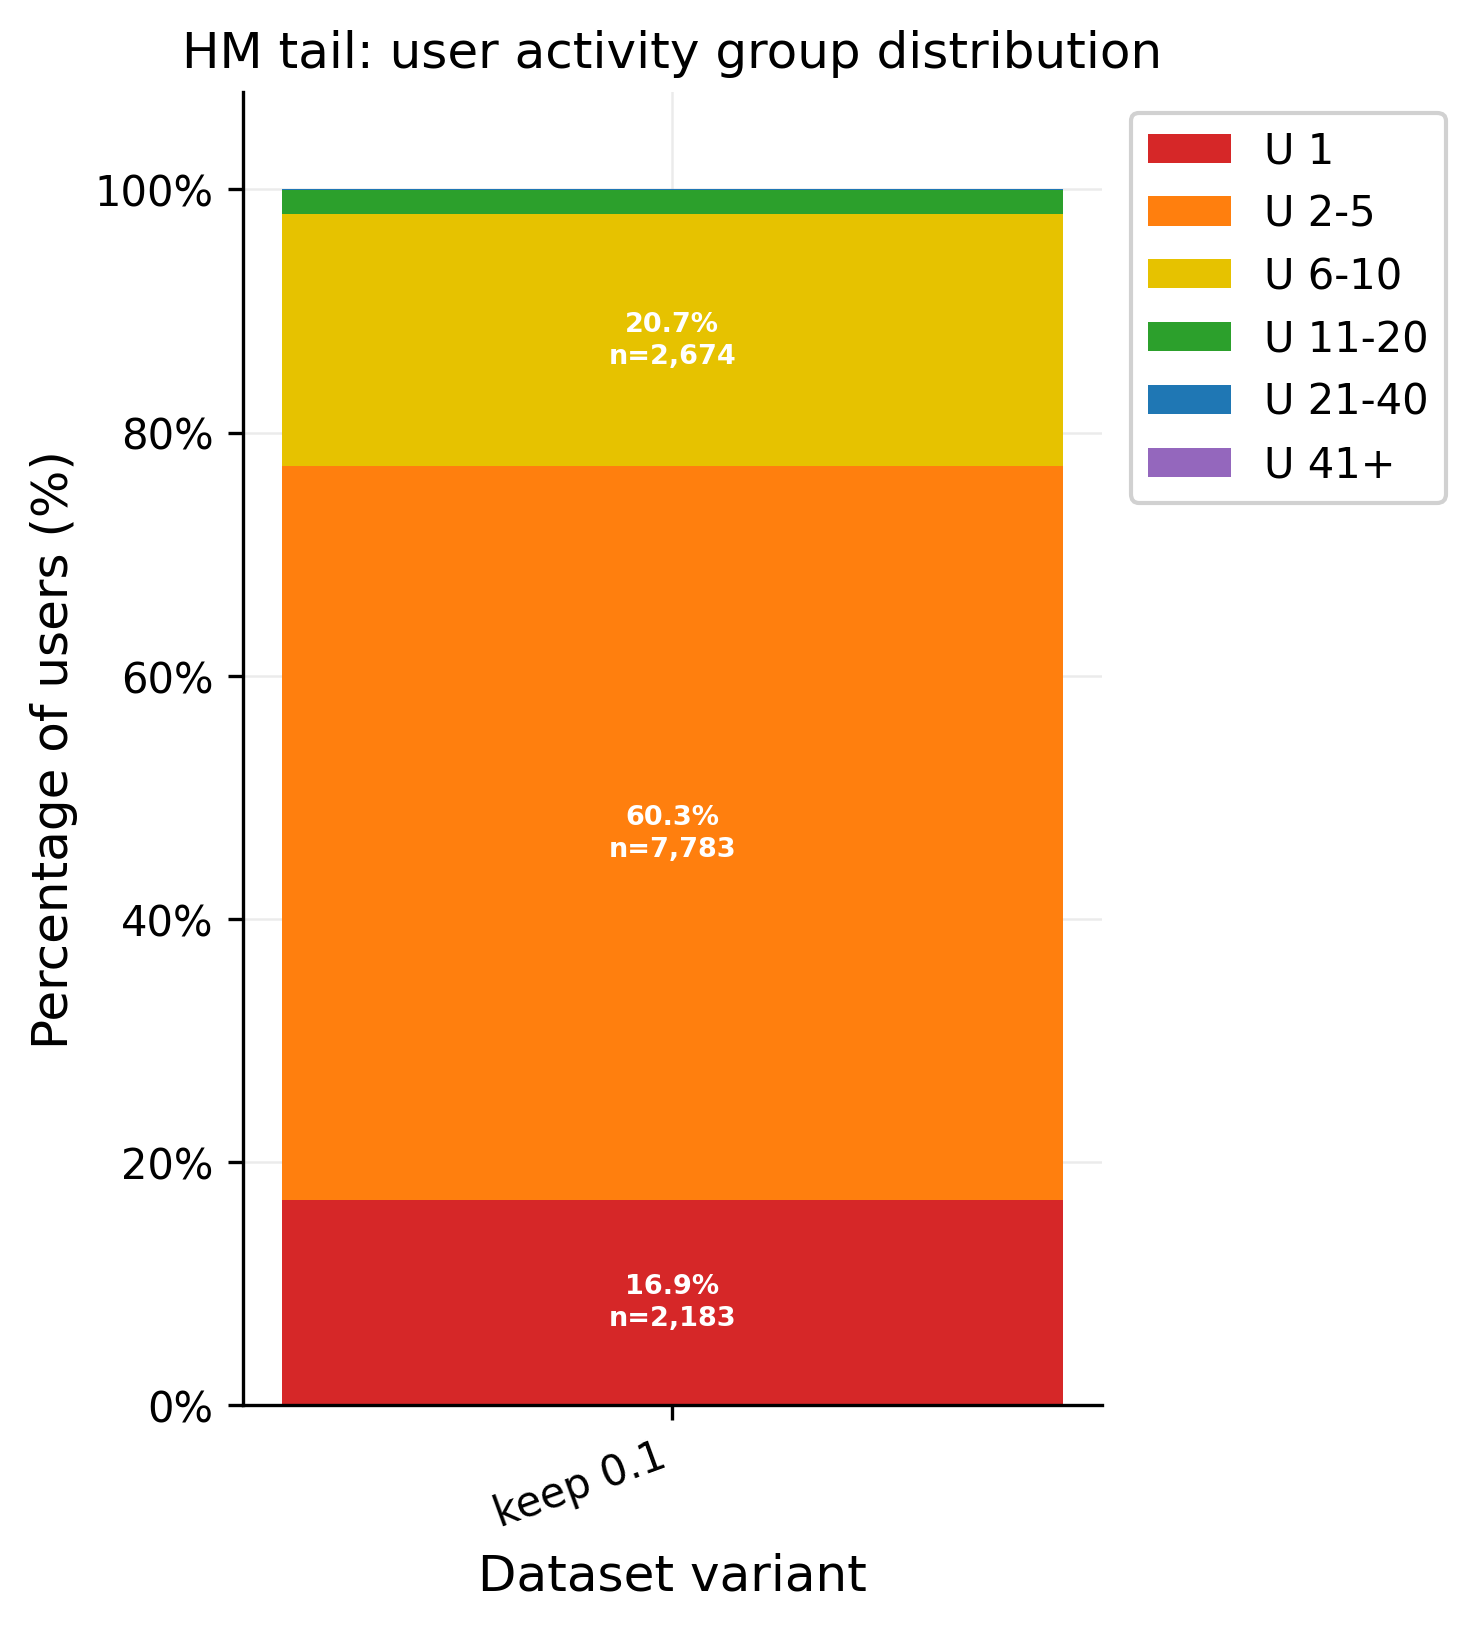 HM tail: user activity group distribution
U 1
U 2-5
U 6-10
U 11-20
U 21-40
U 41+
Percentage of users (%)
100%
80%
60%
40%
20%
0%
20.7%
n=2,674
60.3%
n=7,783
16.9%
n=2,183
keep 0.1
Dataset variant